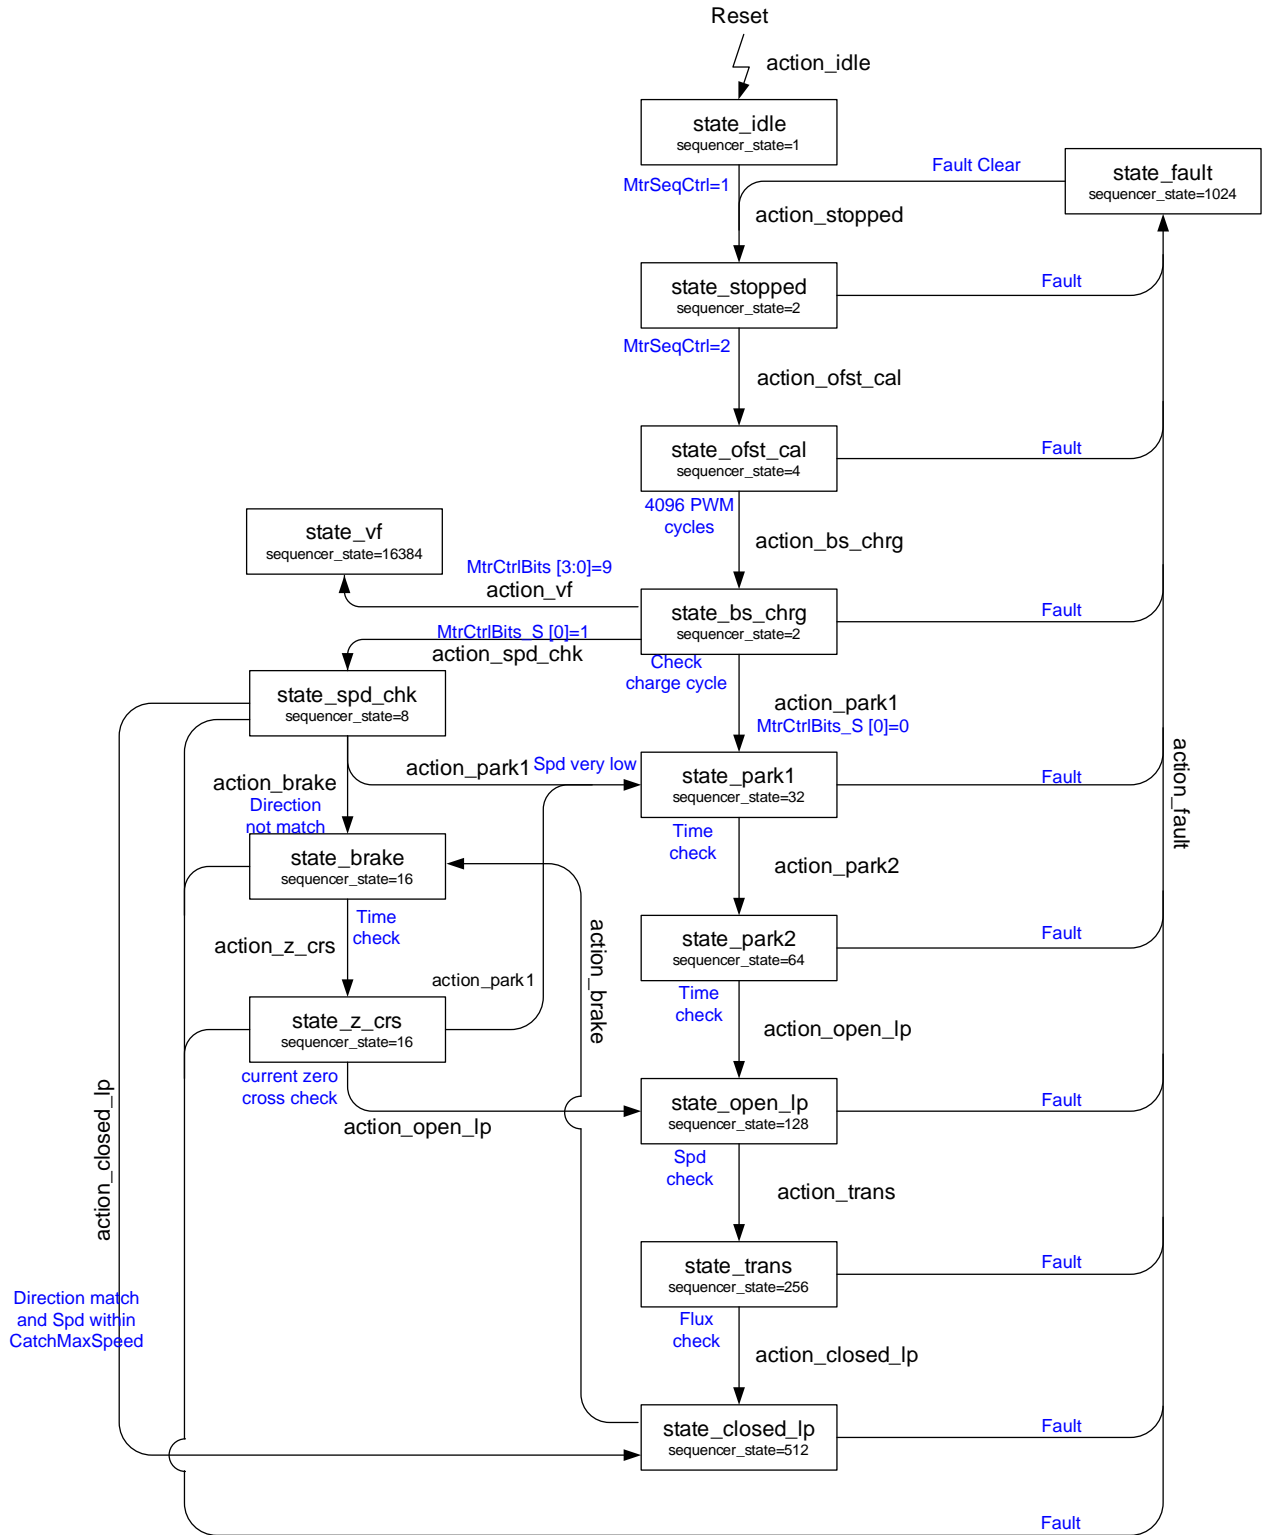 Reset
action_idle
state_idle
sequencer_state=1
Fault Clear
state_fault
sequencer_state=1024
MtrSeqCtrl=1
action_stopped
state_stopped
sequencer_state=2
Fault
MtrSeqCtrl=2
action_ofst_cal
state_ofst_cal
sequencer_state=4
Fault
4096 PWM
cycles
action_bs_chrg
state_vf
sequencer_state=16384
MtrCtrlBits [3:0]=9
action_vf
state_bs_chrg
sequencer_state=2
Fault
MtrCtrlBits_S [0]=1
action_spd_chk
Check
charge cycle
action_park1
MtrCtrlBits_S [0]=0
state_spd_chk
sequencer_state=8
action_park1
Spd very low
action_brake
Direction
not match
state_park1
sequencer_state=32
Fault
action_fault
Time
check
action_park2
state_brake
sequencer_state=16
Time
check
action_z_crs
action_park1
action_brake
state_park2
sequencer_state=64
Fault
Time
check
action_open_lp
state_z_crs
sequencer_state=16
current zero
cross check
action_open_lp
action_closed_lp
state_open_lp
sequencer_state=128
Fault
Spd
check
action_trans
state_trans
sequencer_state=256
Fault
Direction match
and Spd within
CatchMaxSpeed
Flux
check
action_closed_lp
state_closed_lp
sequencer_state=512
Fault
Fault